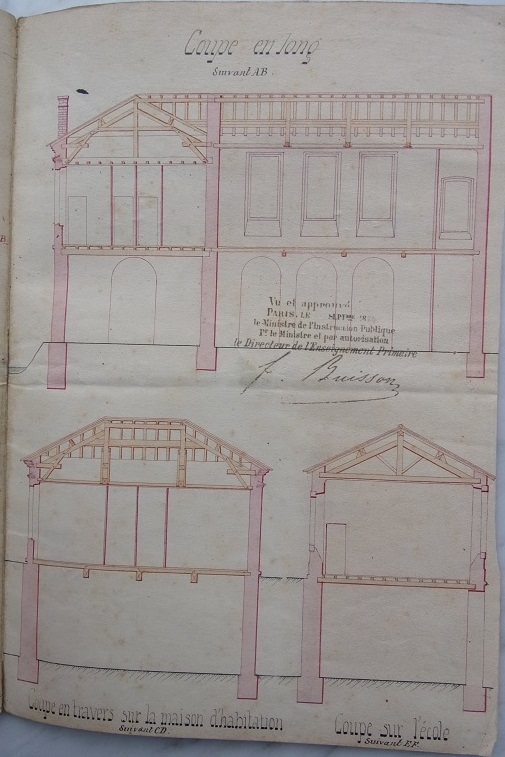 Coupe en long
Suivant AB.
B
Vu et approuvé
PARIS, LE SEPTBRE
le Ministre de l'Instruction Publique
Pr le Ministre et par autorisation
le Directeur de l'Enseignement Primaire
F. Buisson
Coupe en travers sur la maison d'habitation
Suivant CD.
Coupe sur l'école
Suivant EF.